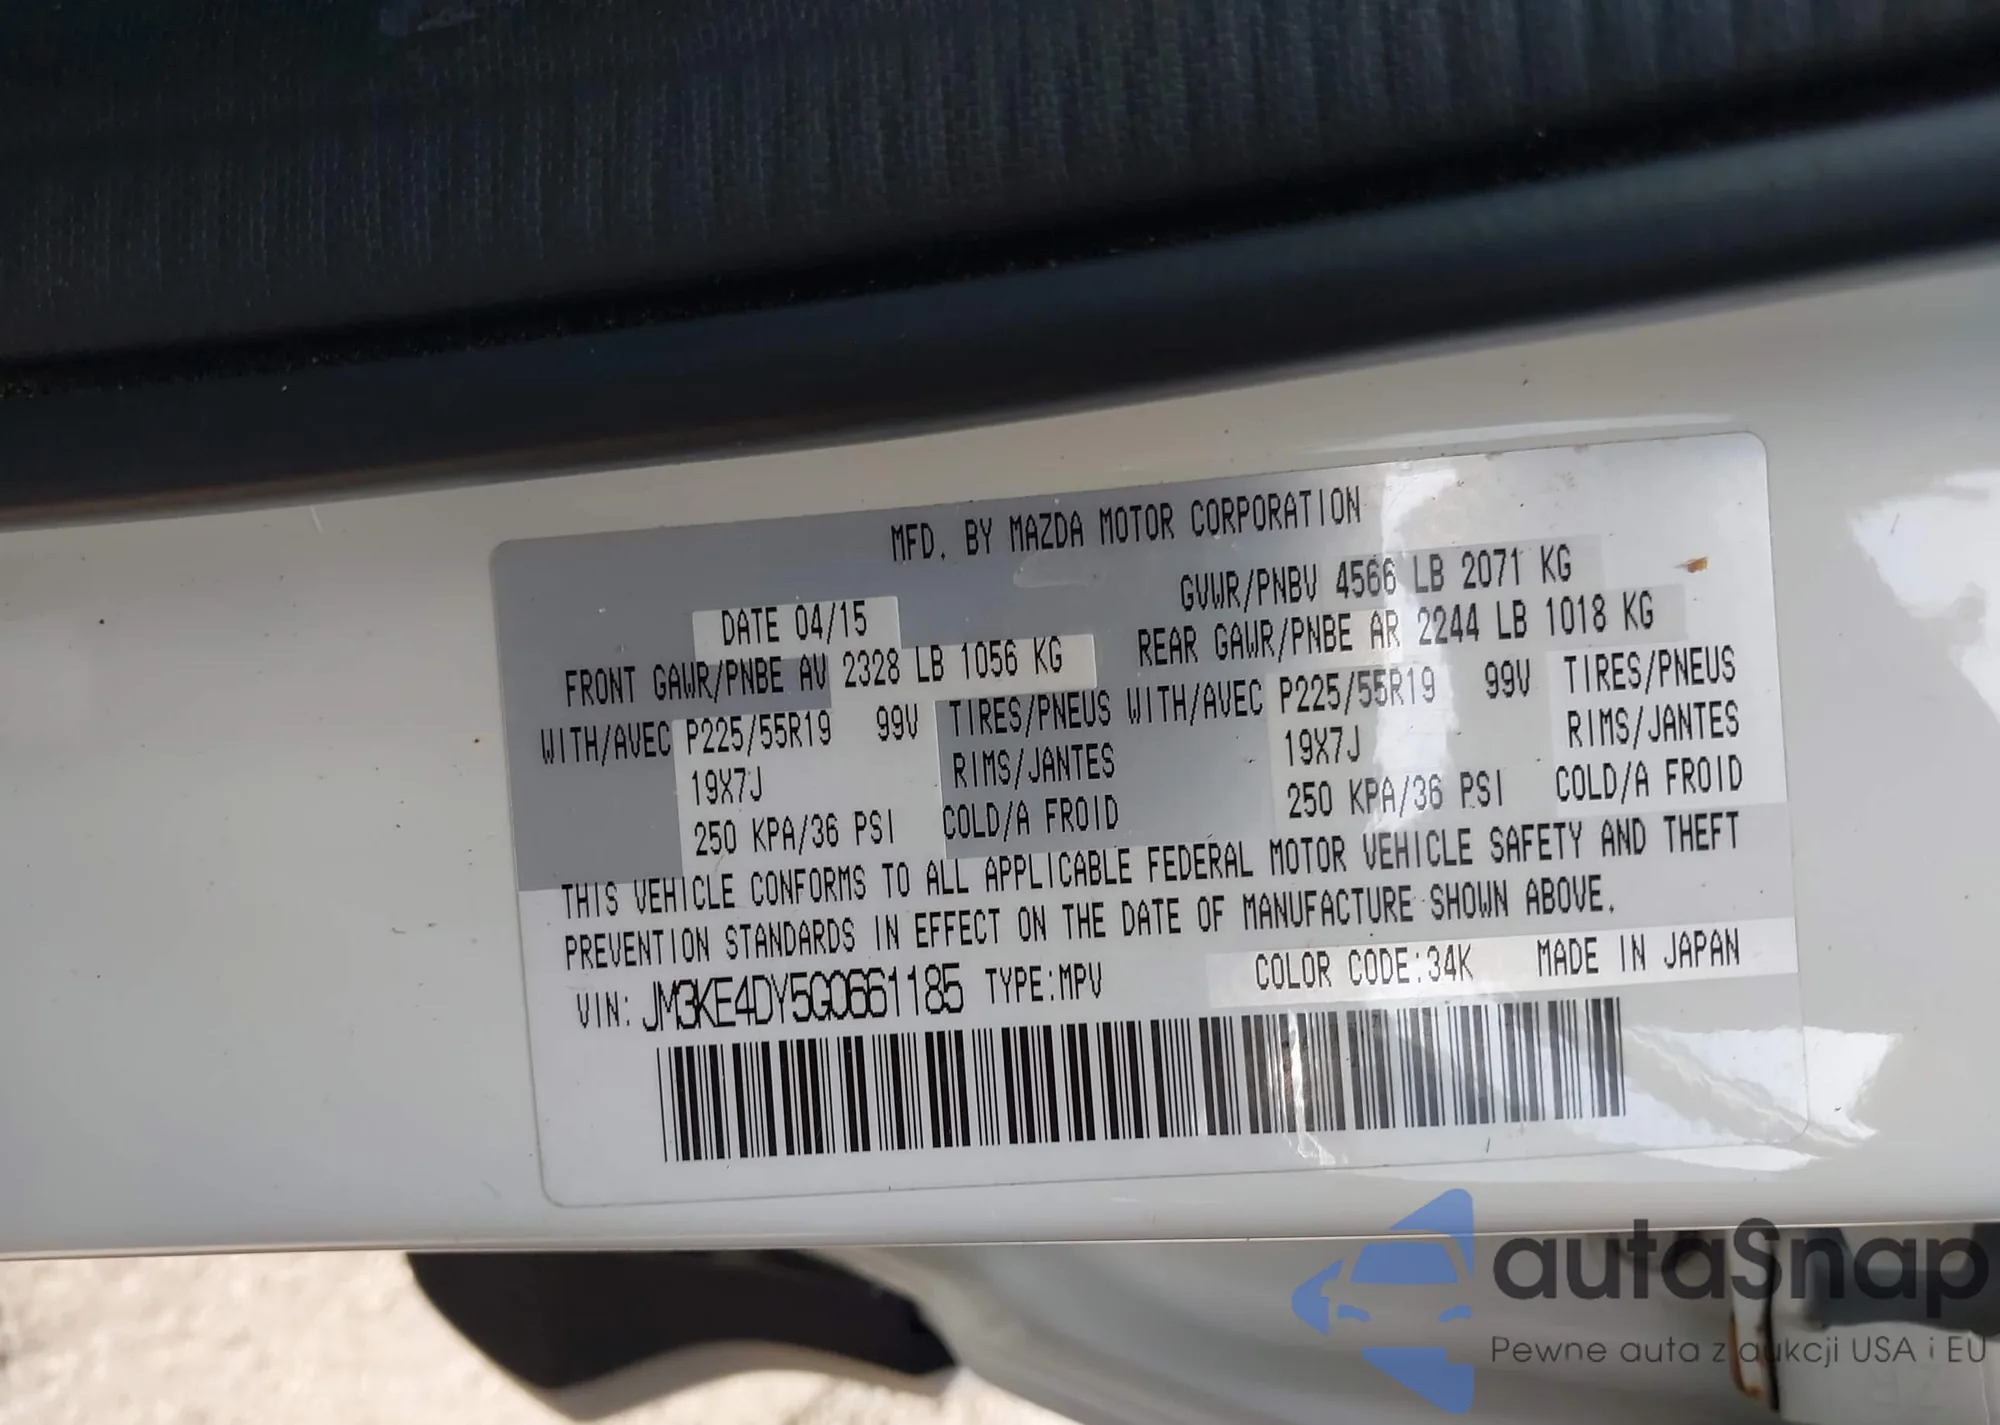 MFD. BY MAZDA MOTOR CORPORATION
DATE 04/15 GVWR/PNBV 4566 LB 2071 KG
FRONT GAWR/PNBE AV 2328 LB 1056 KG REAR GAWR/PNBE AR 2244 LB 1018 KG
WITH/AVEC P225/55R19 99V TIRES/PNEUS WITH/AVEC P225/55R19 99V TIRES/PNEUS
19X7J RIMS/JANTES 19X7J RIMS/JANTES
250 KPA/36 PSI COLD/A FROID 250 KPA/36 PSI COLD/A FROID
THIS VEHICLE CONFORMS TO ALL APPLICABLE FEDERAL MOTOR VEHICLE SAFETY AND THEFT
PREVENTION STANDARDS IN EFFECT ON THE DATE OF MANUFACTURE SHOWN ABOVE.
VIN: JM3KE4DY5G0661185 TYPE:MPV COLOR CODE:34K MADE IN JAPAN
autaSnap
Pewne auta z aukcji USA i EU